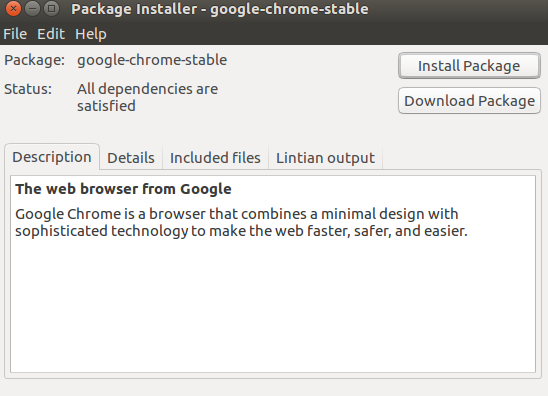 Package Installer - google-chrome-stable
File Edit Help
Package: google-chrome-stable
Install Package
Status: All dependencies are
satisfied
Download Package
Description Details Included files Lintian output
The web browser from Google
Google Chrome is a browser that combines a minimal design with
sophisticated technology to make the web faster, safer, and easier.